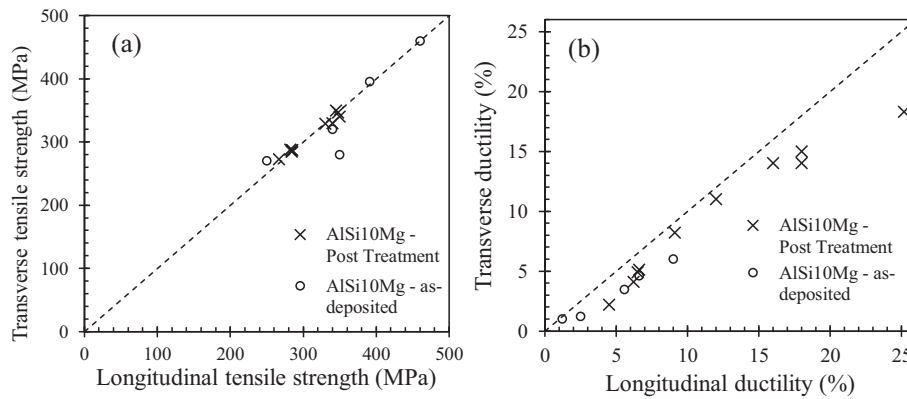 (a)
Transverse tensile strength (MPa)
500
400
300
200
100
0
AlSi10Mg -
Post Treatment
AlSi10Mg - as-
deposited
0 100 200 300 400 500
Longitudinal tensile strength (MPa)
(b)
Transverse ductility (%)
25
20
15
10
5
0
AlSi10Mg -
Post Treatment
AlSi10Mg - as-
deposited
0 5 10 15 20 25
Longitudinal ductility (%)